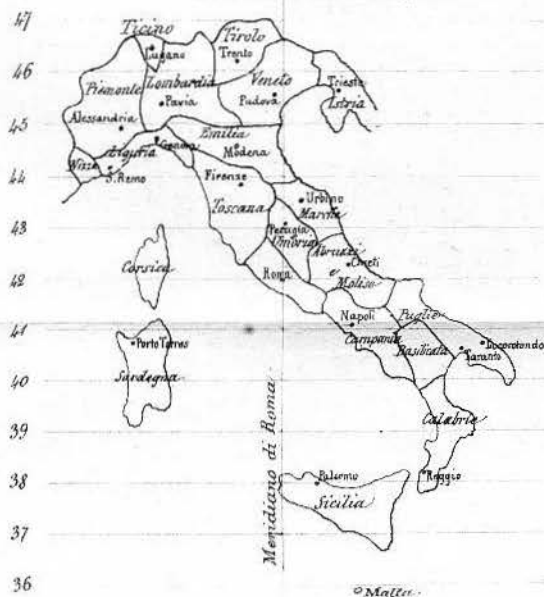 47
Ticino
Tirolo
Lugano
Trento
46
Piemonte
Lombardia
Veneto
Trieste
Pavia
Padova
Istria
Alessandria
45
Emilia
Liguria
Genova
Modena
Nizza
S. Remo
Firenze
44
Toscana
Urbino
Marche
43
Perugia
Umbria
Abruzzi
Chieti
Corsica
Roma
e
Molise
42
Napoli
Puglie
41
Porto Torres
Campania
Basilicata
Locorotondo
Taranto
Sardegna
40
Calabrie
39
Meridiano di Roma
Palermo
Reggio
38
Sicilia
37
36
Malta